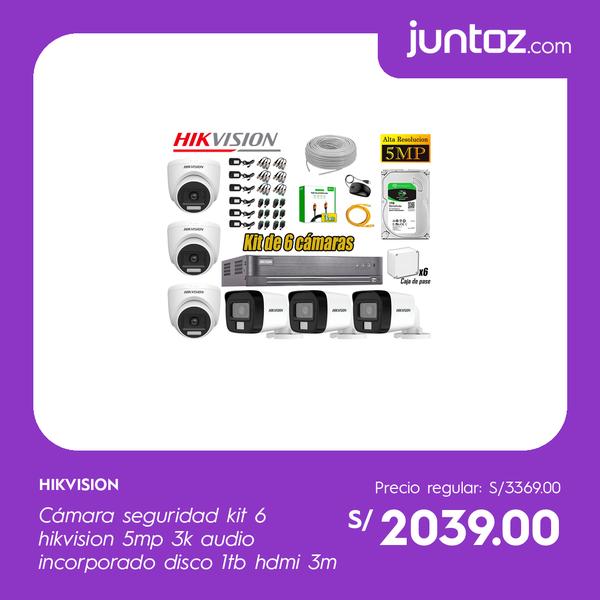 juntoz.com
HIKVISION
Alta Resolucion
5MP
Kit de 6 cámaras
x6
Caja de pase
HIKVISION
Precio regular: S/3369.00
Cámara seguridad kit 6
hikvision 5mp 3k audio
incorporado disco 1tb hdmi 3m
S/ 2039.00